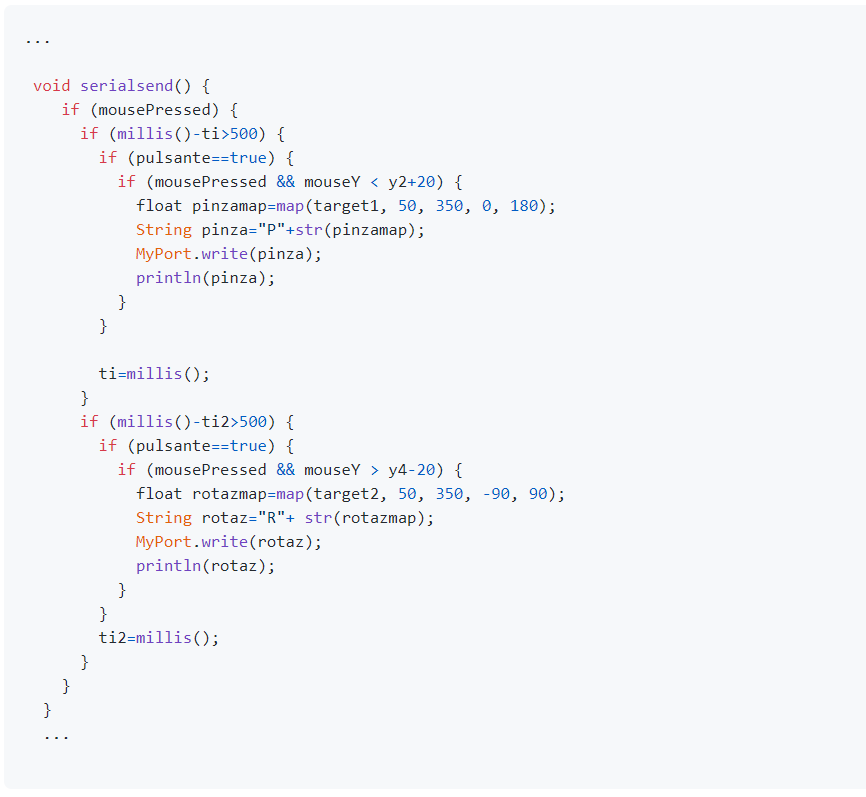 ...
void serialsend() {
if (mousePressed) {
if (millis()-ti>500) {
if (pulsante==true) {
if (mousePressed && mouseY < y2+20) {
float pinzamap=map(target1, 50, 350, 0, 180);
String pinza="P"+str(pinzamap);
MyPort.write(pinza);
println(pinza);
}
}
ti=millis();
}
if (millis()-ti2>500) {
if (pulsante==true) {
if (mousePressed && mouseY > y4-20) {
float rotazmap=map(target2, 50, 350, -90, 90);
String rotaz="R"+ str(rotazmap);
MyPort.write(rotaz);
println(rotaz);
}
}
ti2=millis();
}
}
}
...